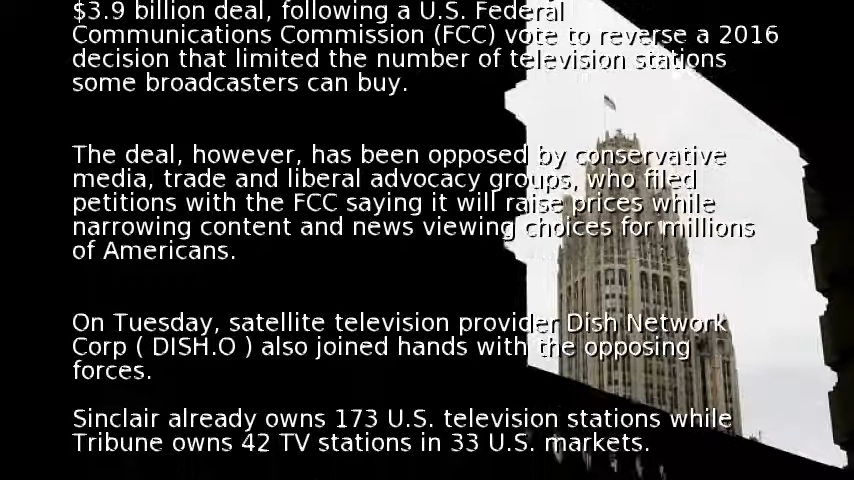 $3.9 billion deal, following a U.S. Federal
Communications Commission (FCC) vote to reverse a 2016
decision that limited the number of television stations
some broadcasters can buy.
The deal, however, has been opposed by conservative
media, trade and liberal advocacy groups, who filed
petitions with the FCC saying it will raise prices while
narrowing content and news viewing choices for millions
of Americans.
On Tuesday, satellite television provider Dish Network
Corp ( DISH.O ) also joined hands with the opposing
forces.
Sinclair already owns 173 U.S. television stations while
Tribune owns 42 TV stations in 33 U.S. markets.